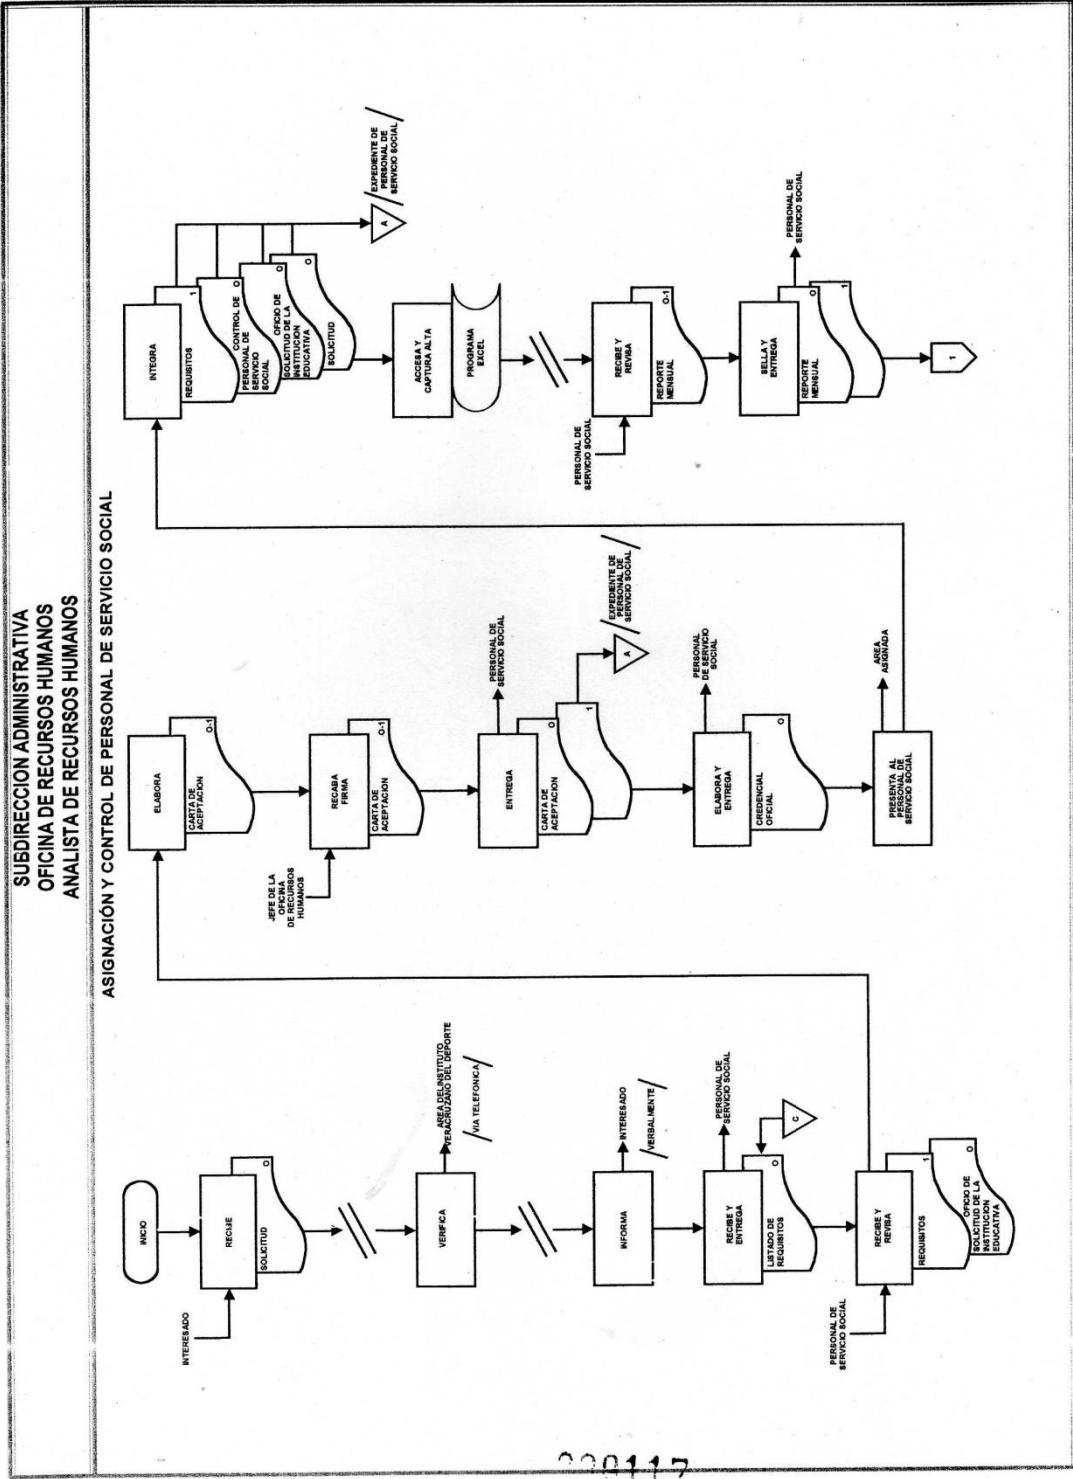 SUBDIRECCION ADMINISTRATIVA
OFICINA DE RECURSOS HUMANOS
ANALISTA DE RECURSOS HUMANOS
ASIGNACIÓN Y CONTROL DE PERSONAL DE SERVICIO SOCIAL
INICIO
INTERESADO
SOLICITUD
O
VERIFICA
AREA DEL INSTITUTO
VERACRUZANO DEL DEPORTE
VIA TELEFONICA
INFORMA
INTERESADO
VERBALMENTE
RECIBE Y
ENTREGA
PERSONAL DE
SERVICIO SOCIAL
LISTADO DE
REQUISITOS
O
C
PERSONAL DE
SERVICIO SOCIAL
RECIBE Y
REVISA
REQUISITOS
1
OFICIO DE
SOLICITUD DE LA
INSTITUCION
EDUCATIVA
O
ELABORA
CARTA DE
ACEPTACION
O-1
JEFE DE LA
OFICINA
DE RECURSOS
HUMANOS
RECABA
FIRMA
CARTA DE
ACEPTACION
O-1
ENTREGA
PERSONAL DE
SERVICIO SOCIAL
CARTA DE
ACEPTACION
O
1
A
EXPEDIENTE DE
PERSONAL DE
SERVICIO SOCIAL
ELABORA Y
ENTREGA
PERSONAL
DE SERVICIO
SOCIAL
CREDENCIAL
OFICIAL
O
PRESENTA AL
PERSONAL DE
SERVICIO SOCIAL
AREA
ASIGNADA
INTEGRA
REQUISITOS
1
CONTROL DE
PERSONAL DE
SERVICIO
SOCIAL
O
OFICIO DE
SOLICITUD DE LA
INSTITUCION
EDUCATIVA
O
SOLICITUD
O
A
EXPEDIENTE DE
PERSONAL DE
SERVICIO SOCIAL
ACCESA Y
CAPTURA ALTA
PROGRAMA
EXCEL
PERSONAL DE
SERVICIO SOCIAL
RECIBE Y
REVISA
REPORTE
MENSUAL
O-1
SELLA Y
ENTREGA
PERSONAL DE
SERVICIO SOCIAL
REPORTE
MENSUAL
O
1
1